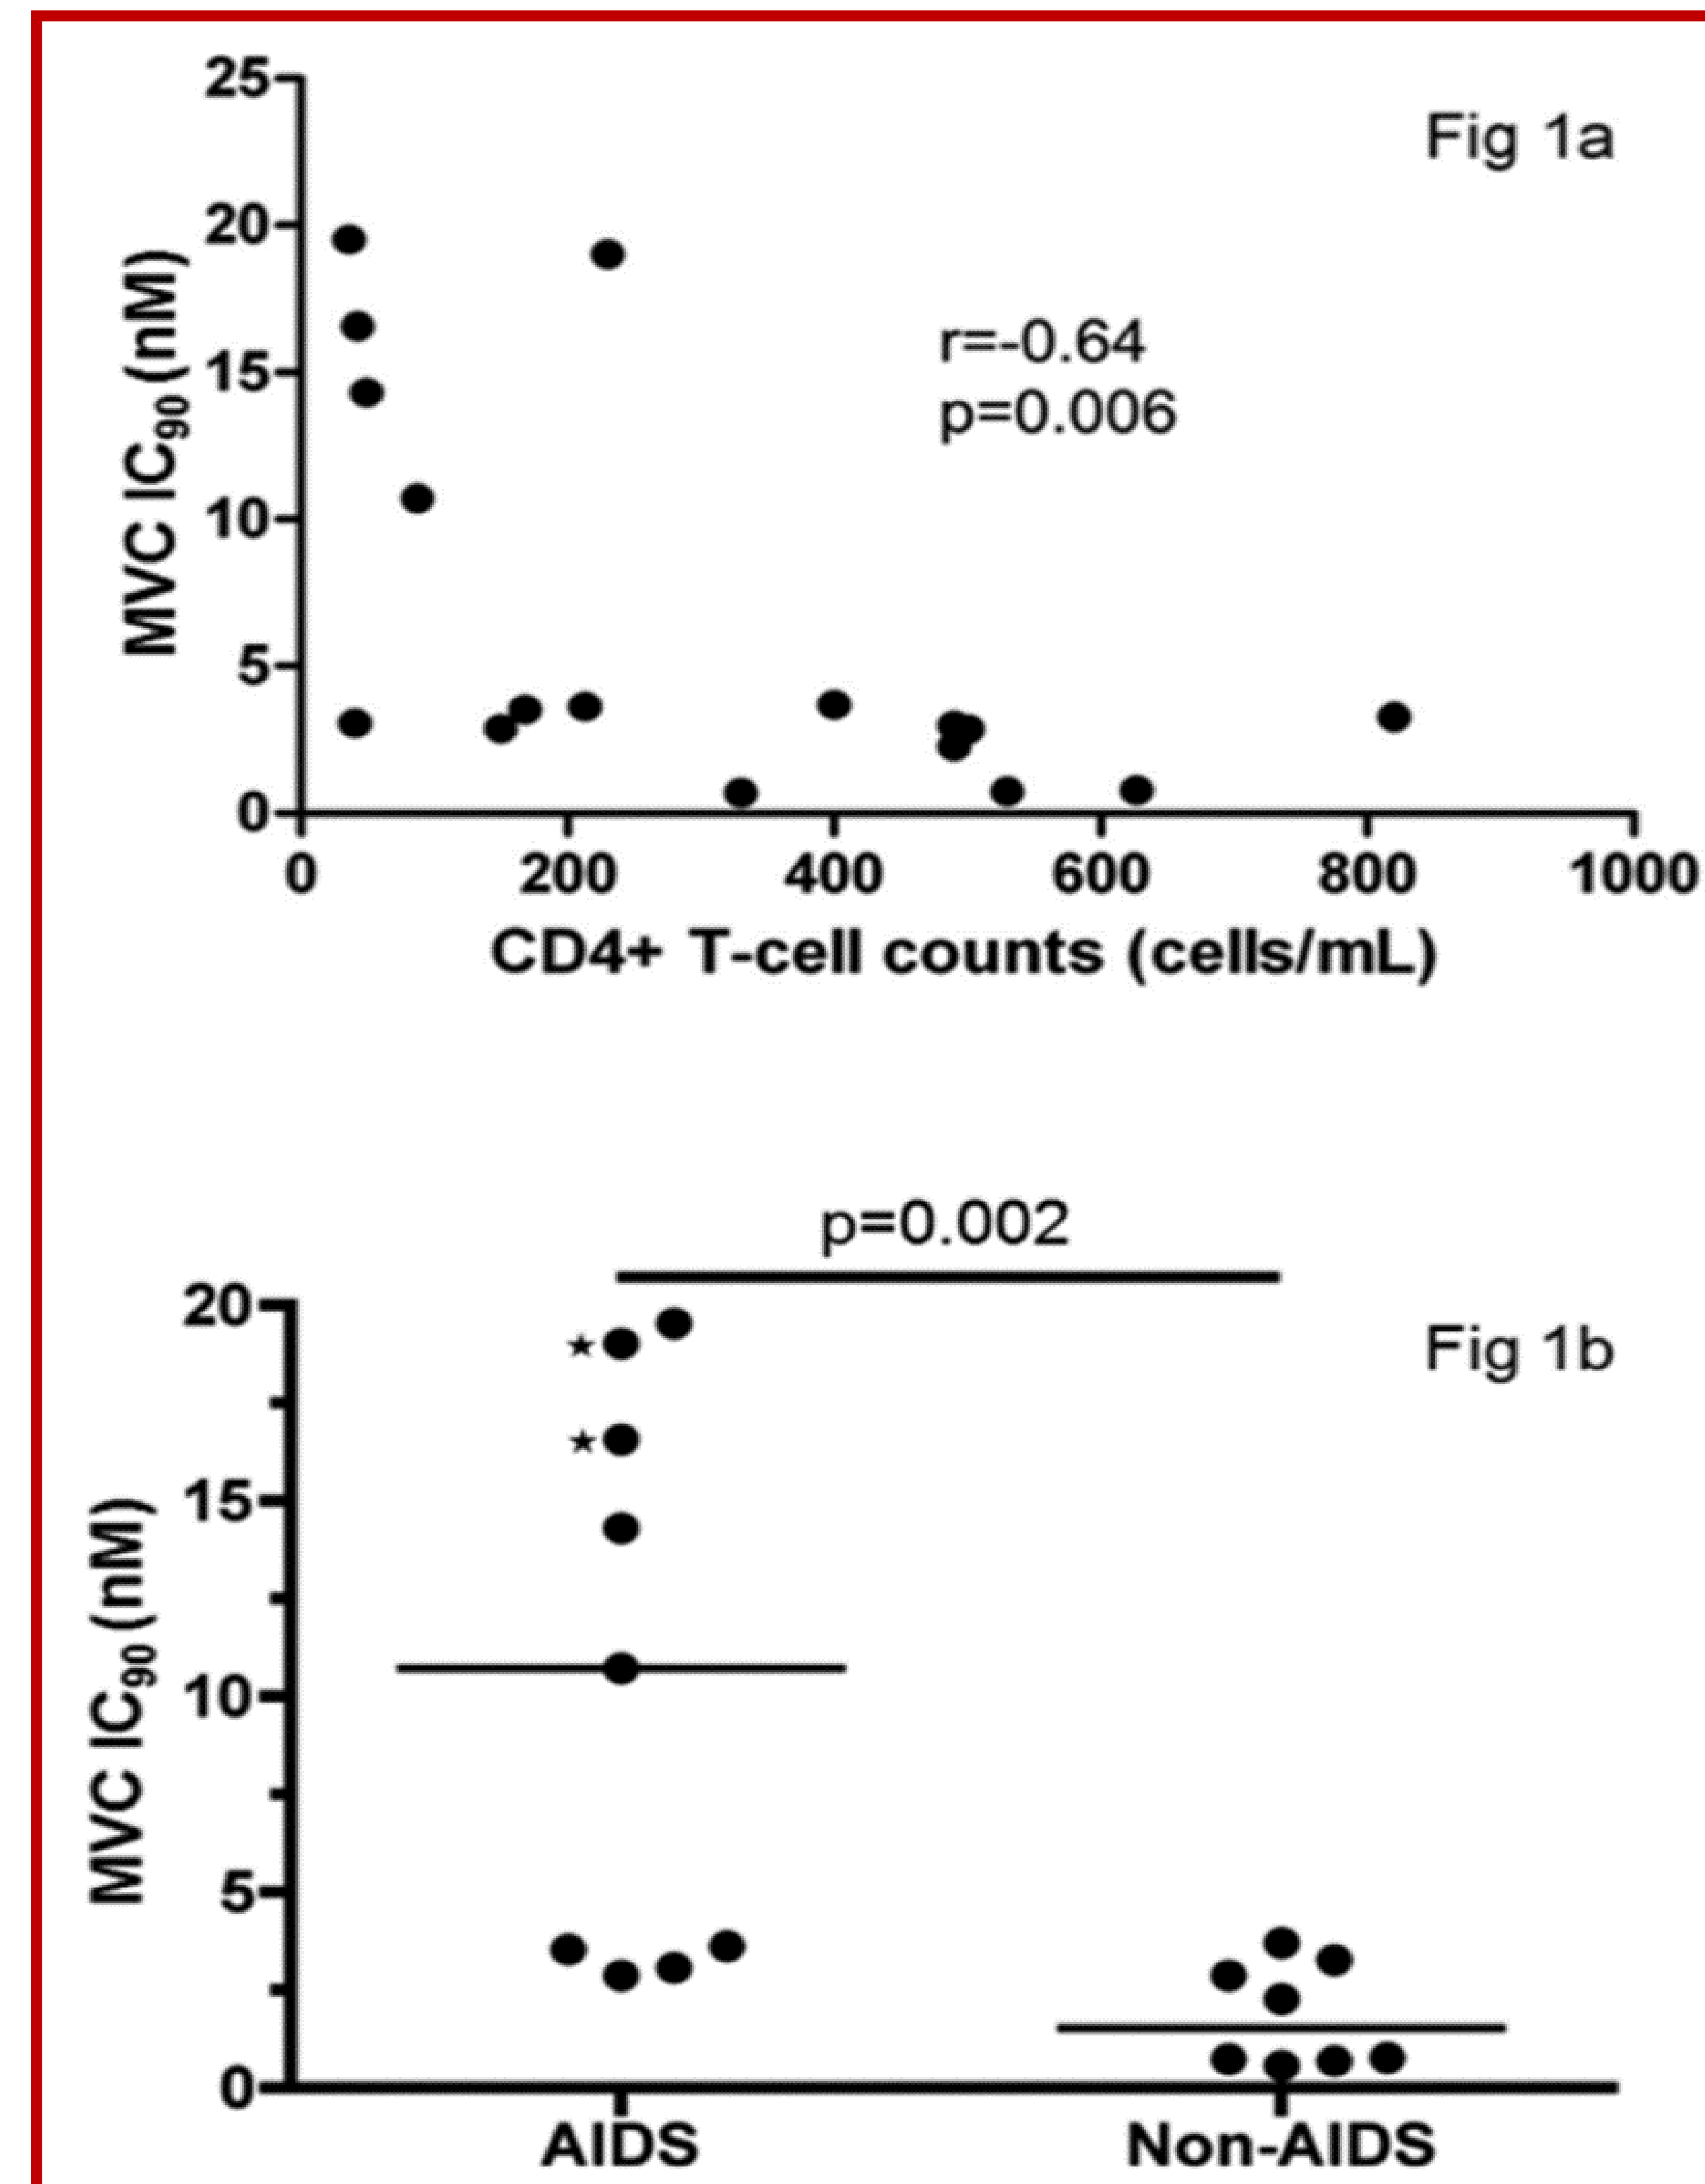 Fig 1a
25
20
15
10
5
0
MVC IC90 (nM)
r=-0.64
p=0.006
0 200 400 600 800 1000
CD4+ T-cell counts (cells/mL)
p=0.002
Fig 1b
20
15
10
5
0
MVC IC90 (nM)
★
★
AIDS Non-AIDS